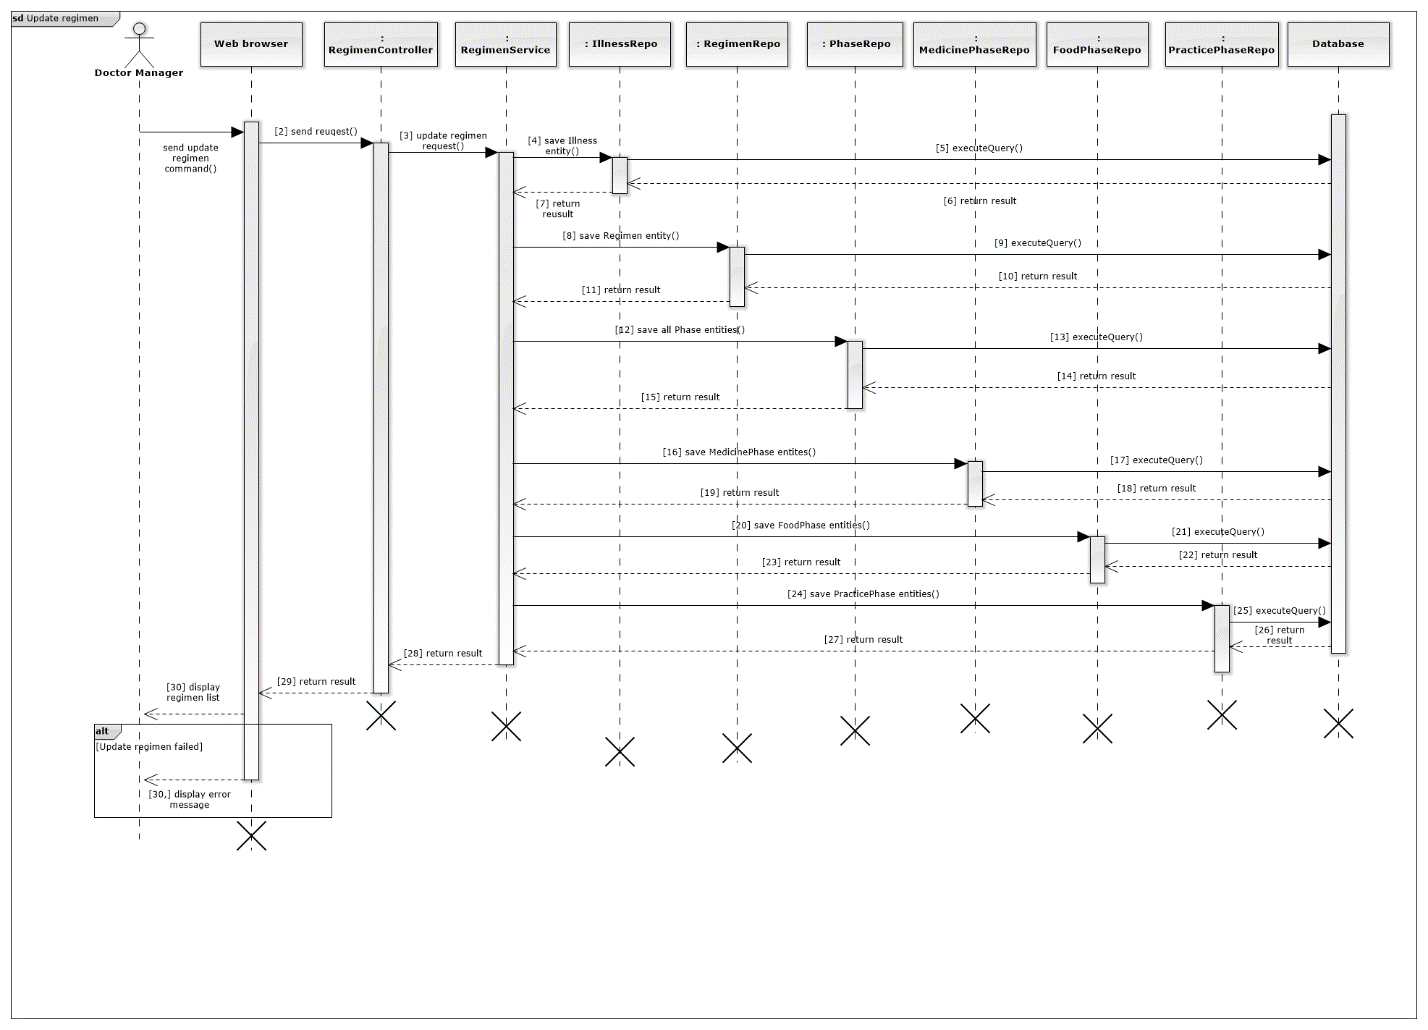 sd Update regimen
Doctor Manager
Web browser
:
RegimenController
:
RegimenService
: IllnessRepo
: RegimenRepo
: PhaseRepo
:
MedicinePhaseRepo
:
FoodPhaseRepo
:
PracticePhaseRepo
Database
send update
regimen
command()
[2] send reuqest()
[3] update regimen
request()
[4] save Illness
entity()
[5] executeQuery()
[6] return result
[7] return
reusult
[8] save Regimen entity()
[9] executeQuery()
[10] return result
[11] return result
[12] save all Phase entities()
[13] executeQuery()
[14] return result
[15] return result
[16] save MedicinePhase entites()
[17] executeQuery()
[18] return result
[19] return result
[20] save FoodPhase entities()
[21] executeQuery()
[22] return result
[23] return result
[24] save PracticePhase entities()
[25] executeQuery()
[26] return
result
[27] return result
[28] return result
[29] return result
[30] display
regimen list
alt
[Update regimen failed]
[30,] display error
message